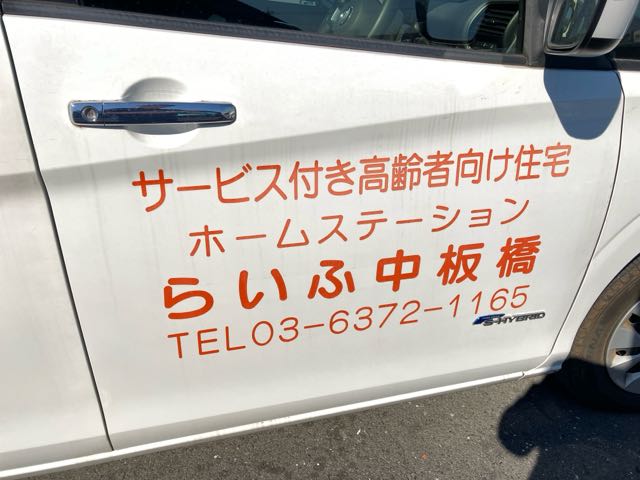 サービス付き高齢者向け住宅
ホームステーション
らいふ中板橋
TEL03-6372-1165
S-HYBRID